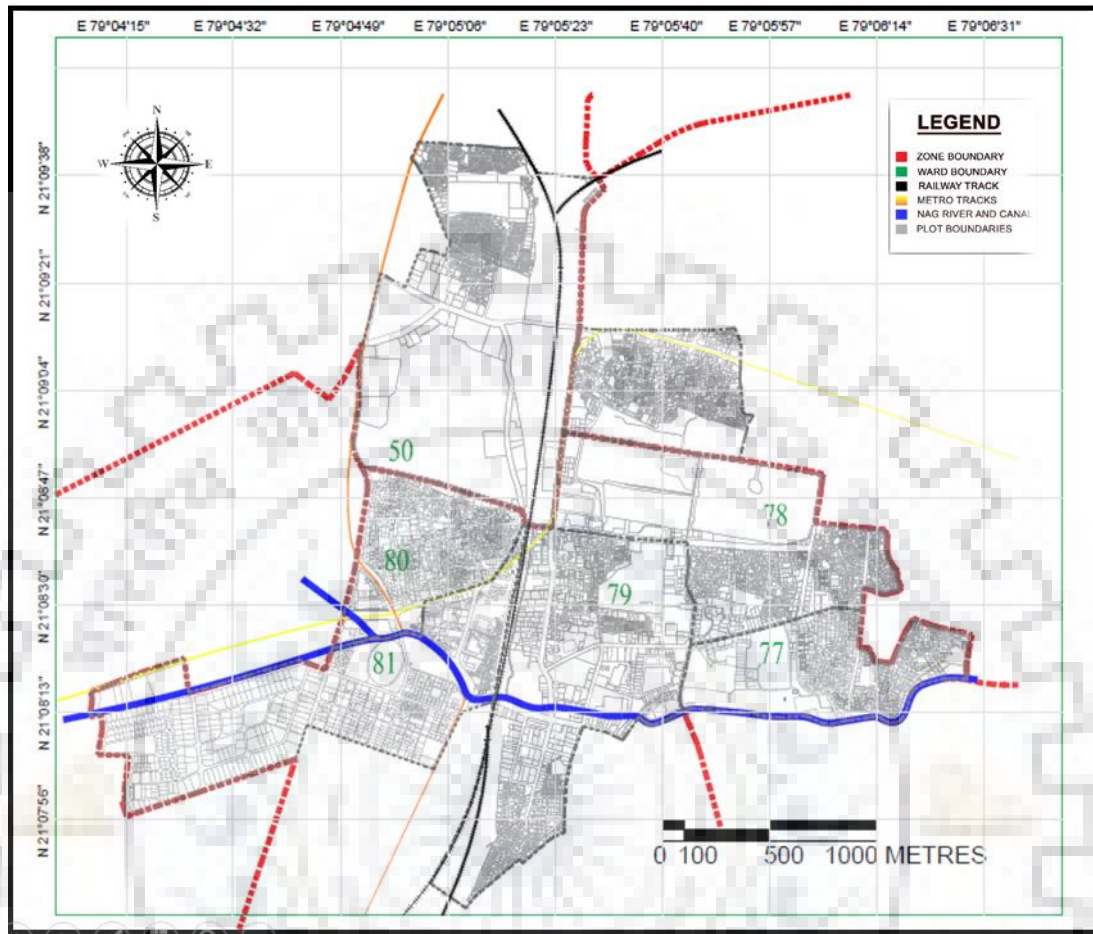 E 79°04'15" E 79°04'32" E 79°04'49" E 79°05'06" E 79°05'23" E 79°05'40" E 79°05'57" E 79°06'14" E 79°06'31"
N
W E
S
LEGEND
ZONE BOUNDARY
WARD BOUNDARY
RAILWAY TRACK
METRO TRACKS
NAG RIVER AND CANAL
PLOT BOUNDARIES
N 21°09'38"
N 21°09'21"
N 21°09'04"
N 21°08'47"
N 21°08'30"
N 21°08'13"
N 21°07'56"
50
78
80
79
81
77
0 100 500 1000 METRES